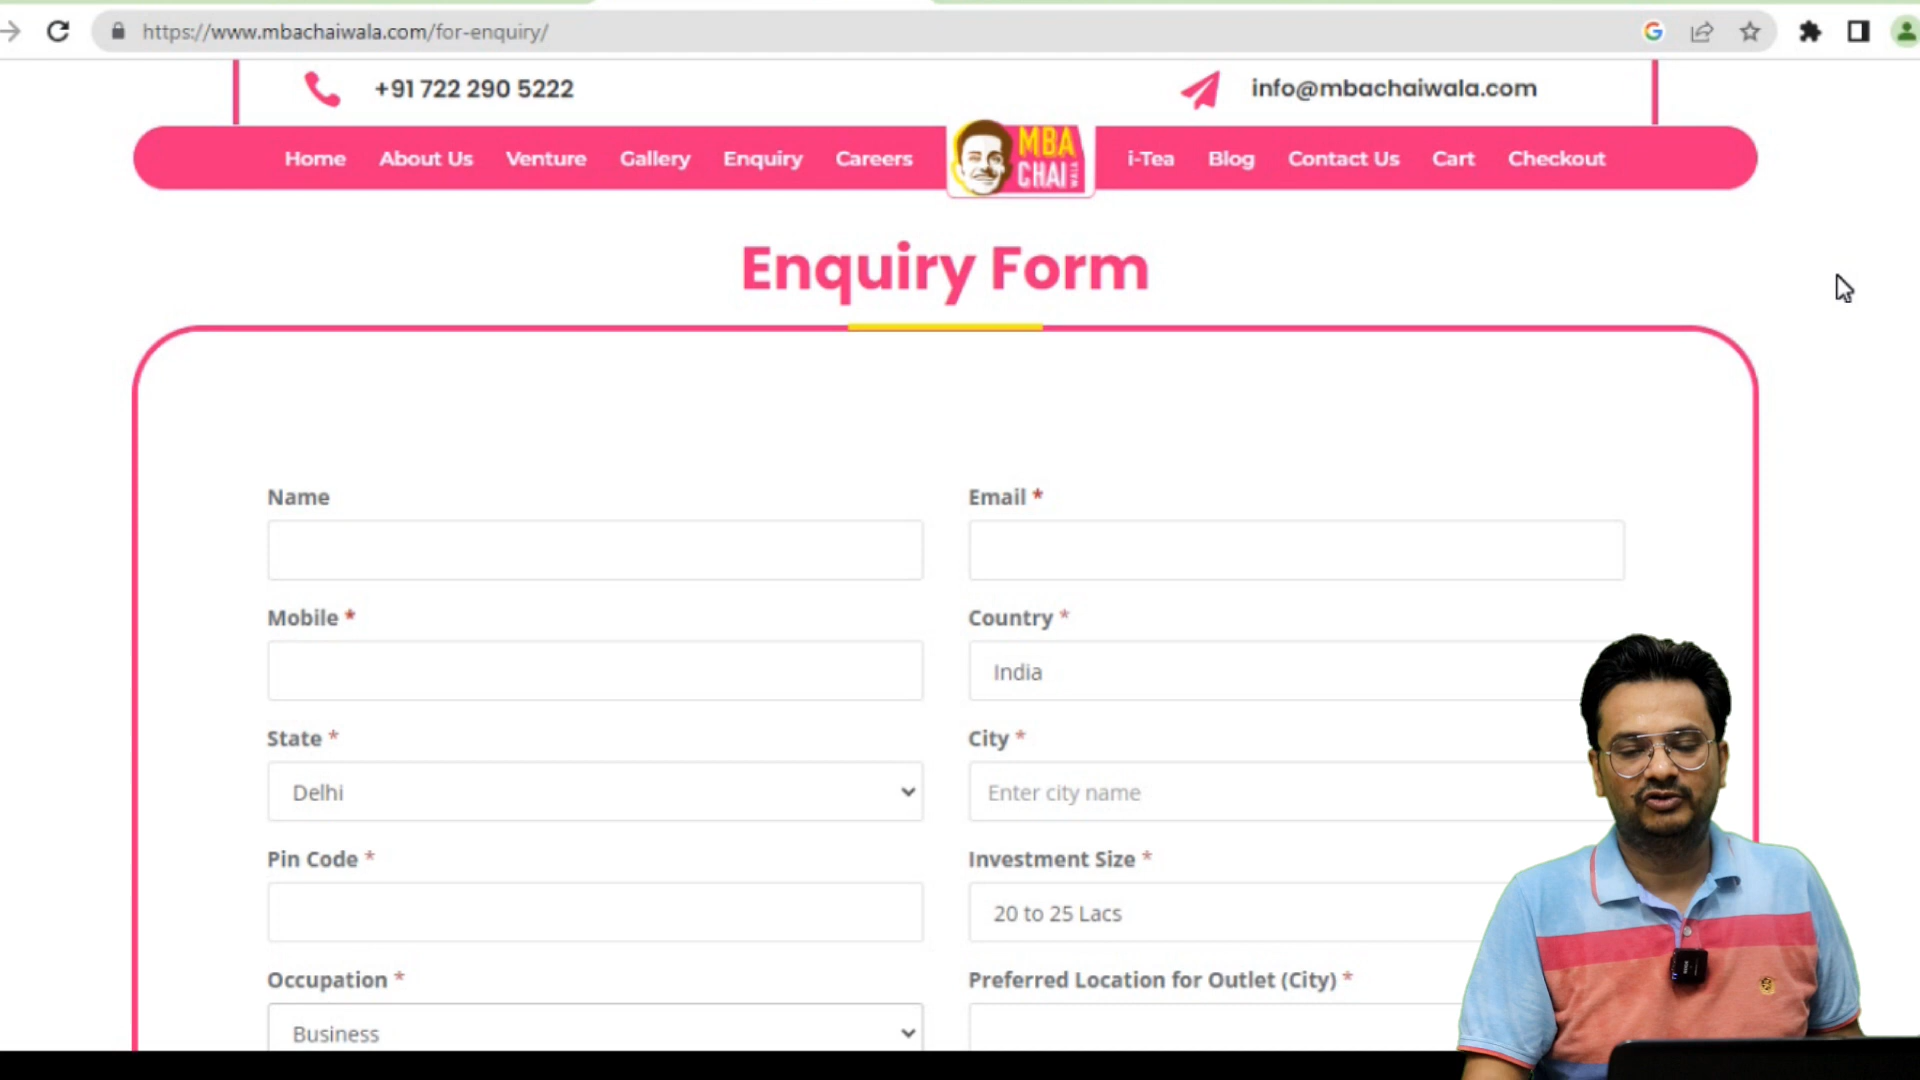 https://www.mbachaiwala.com/for-enquiry/
+91 722 290 5222
info@mbachaiwala.com
Home About Us Venture Gallery Enquiry Careers
MBA
CHAI
WALA
i-Tea Blog Contact Us Cart Checkout
Enquiry Form
Name
Email *
Mobile *
Country *
India
State *
City *
Delhi
Enter city name
Pin Code *
Investment Size *
20 to 25 Lacs
Occupation *
Preferred Location for Outlet (City) *
Business